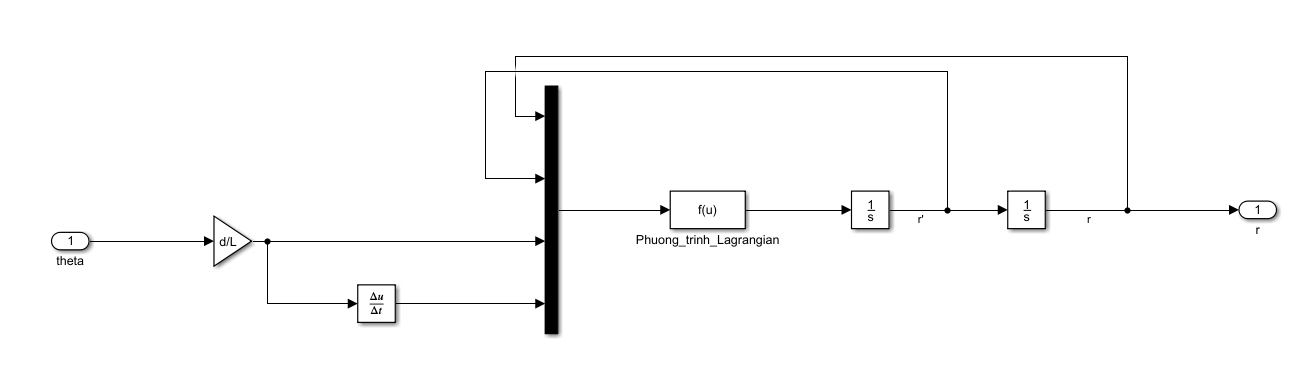 1
theta
d/L
Δu
Δt
f(u)
Phuong_trinh_Lagrangian
1
s
r'
1
s
r
1
r